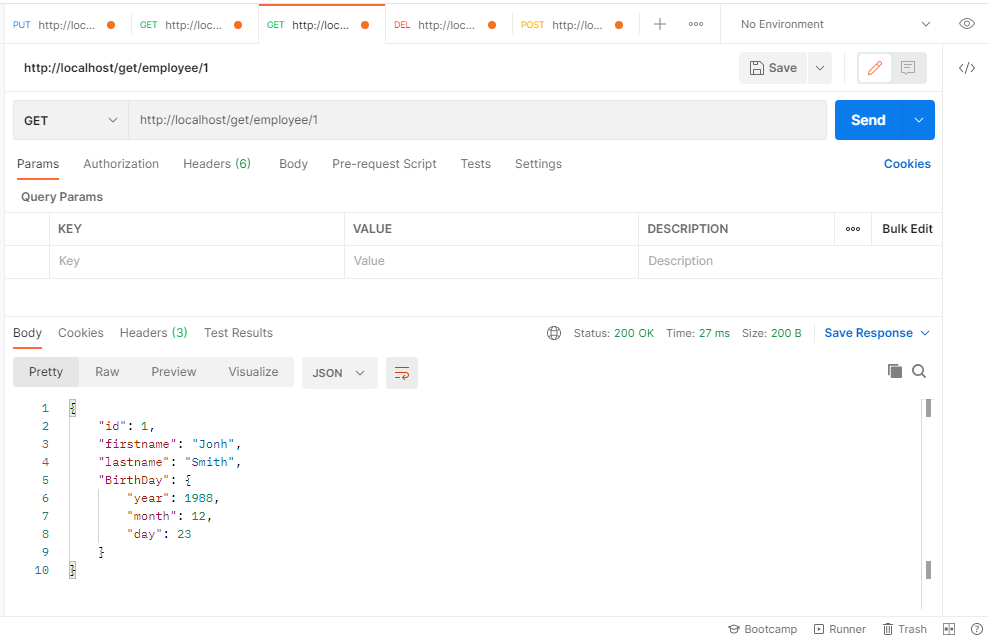 PUT http://loc... GET http://loc... GET http://loc... DEL http://loc... POST http://lo... No Environment
http://localhost/get/employee/1 Save
GET http://localhost/get/employee/1 Send
Params Authorization Headers (6) Body Pre-request Script Tests Settings Cookies
Query Params
KEY VALUE DESCRIPTION Bulk Edit
Key Value Description
Body Cookies Headers (3) Test Results Status: 200 OK Time: 27 ms Size: 200 B Save Response
Pretty Raw Preview Visualize JSON
1 {
2 "id": 1,
3 "firstname": "Jonh",
4 "lastname": "Smith",
5 "BirthDay": {
6 "year": 1988,
7 "month": 12,
8 "day": 23
9 }
10 }
Bootcamp Runner Trash